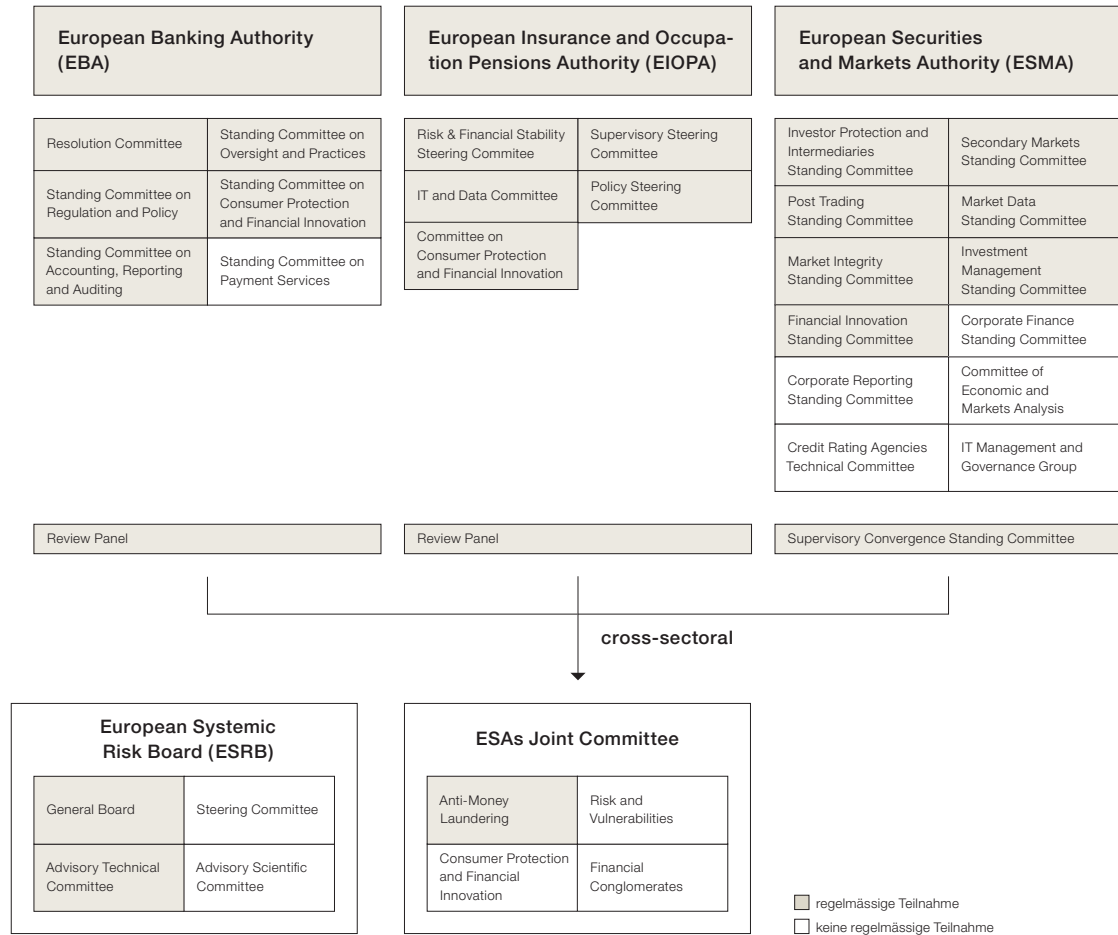 European Banking Authority
(EBA)
European Insurance and Occupa-
tion Pensions Authority (EIOPA)
European Securities
and Markets Authority (ESMA)
Resolution Committee
Standing Committee on
Oversight and Practices
Standing Committee on
Regulation and Policy
Standing Committee on
Consumer Protection
and Financial Innovation
Standing Committee on
Accounting, Reporting
and Auditing
Standing Committee on
Payment Services
Risk & Financial Stability
Steering Commitee
Supervisory Steering
Committee
IT and Data Committee
Policy Steering
Committee
Committee on
Consumer Protection
and Financial Innovation
Investor Protection and
Intermediaries
Standing Committee
Secondary Markets
Standing Committee
Post Trading
Standing Committee
Market Data
Standing Committee
Market Integrity
Standing Committee
Investment
Management
Standing Committee
Financial Innovation
Standing Committee
Corporate Finance
Standing Committee
Corporate Reporting
Standing Committee
Committee of
Economic and
Markets Analysis
Credit Rating Agencies
Technical Committee
IT Management and
Governance Group
Review Panel
Review Panel
Supervisory Convergence Standing Committee
cross-sectoral
European Systemic
Risk Board (ESRB)
General Board
Steering Committee
Advisory Technical
Committee
Advisory Scientific
Committee
ESAs Joint Committee
Anti-Money
Laundering
Risk and
Vulnerabilities
Consumer Protection
and Financial
Innovation
Financial
Conglomerates
regelmässige Teilnahme
keine regelmässige Teilnahme